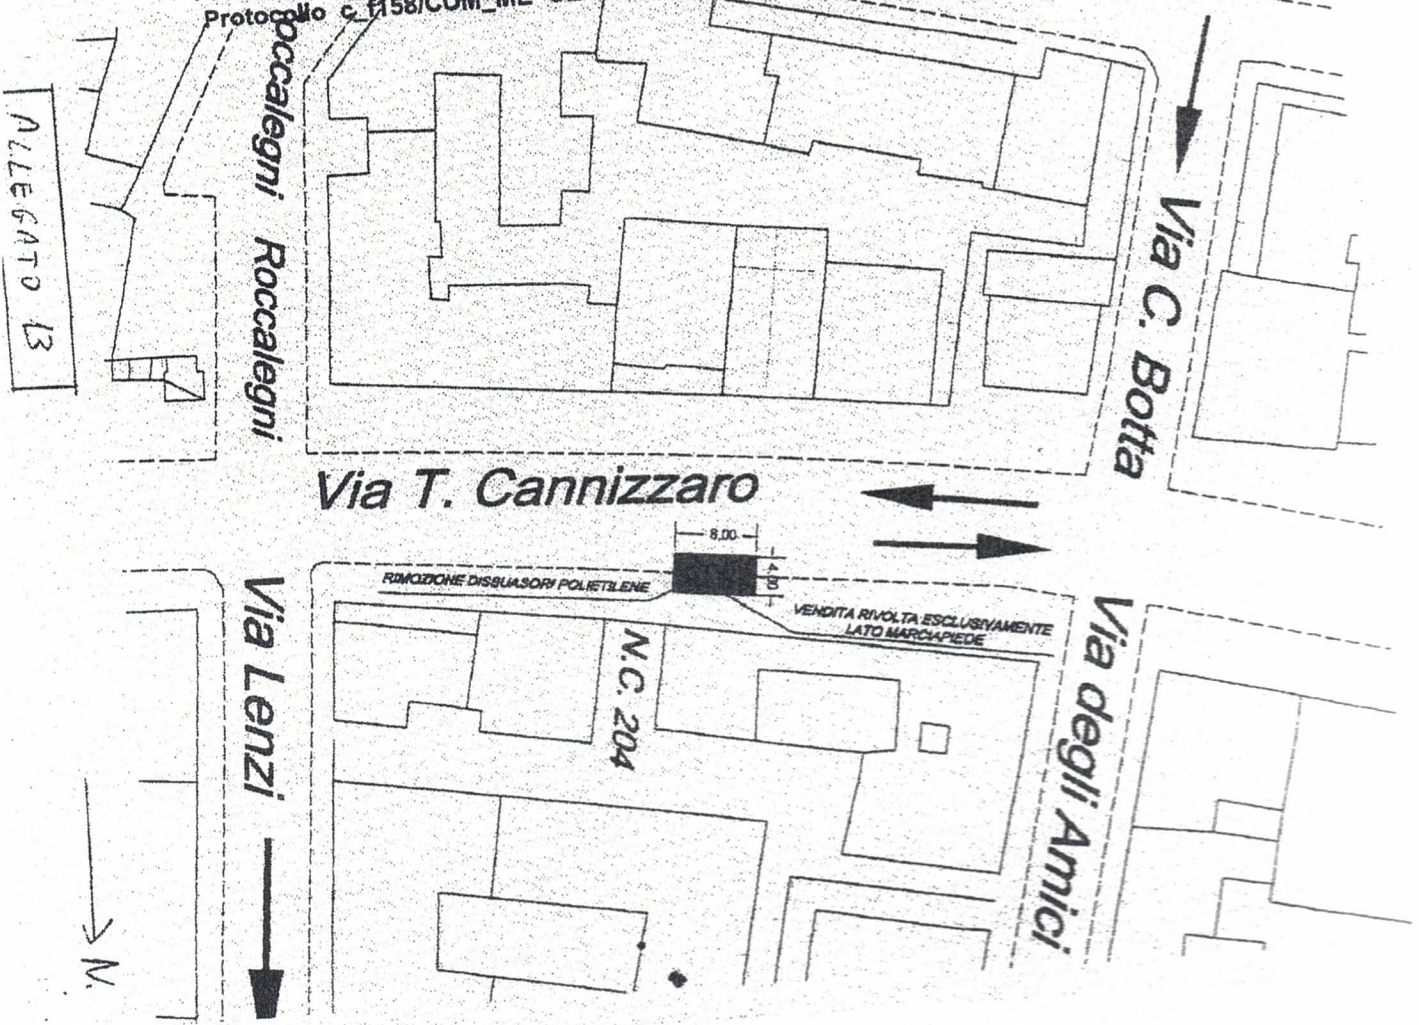 Protocollo c_f158/COM_ME
ALLEGATO 13
Roccalegni
Roccalegni
Via C. Botta
Via T. Cannizzaro
8,00
4,00
RIMOZIONE DISSUASORI POLIETILENE
VENDITA RIVOLTA ESCLUSIVAMENTE
LATO MARCIAPIEDE
Via Lenzi
N.C. 204
Via degli Amici
N.